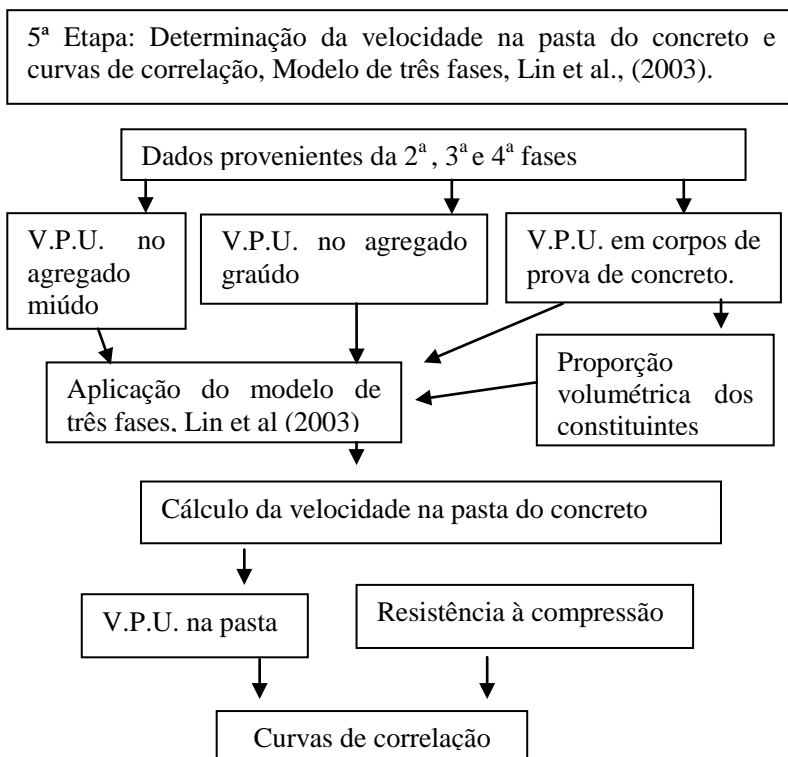 5ª Etapa: Determinação da velocidade na pasta do concreto e
curvas de correlação, Modelo de três fases, Lin et al., (2003).
Dados provenientes da 2ª , 3ª e 4ª fases
V.P.U. no
agregado
miúdo
V.P.U. no agregado
graúdo
V.P.U. em corpos de
prova de concreto.
Aplicação do modelo de
três fases, Lin et al (2003)
Proporção
volumétrica dos
constituintes
Cálculo da velocidade na pasta do concreto
V.P.U. na pasta
Resistência à compressão
Curvas de correlação